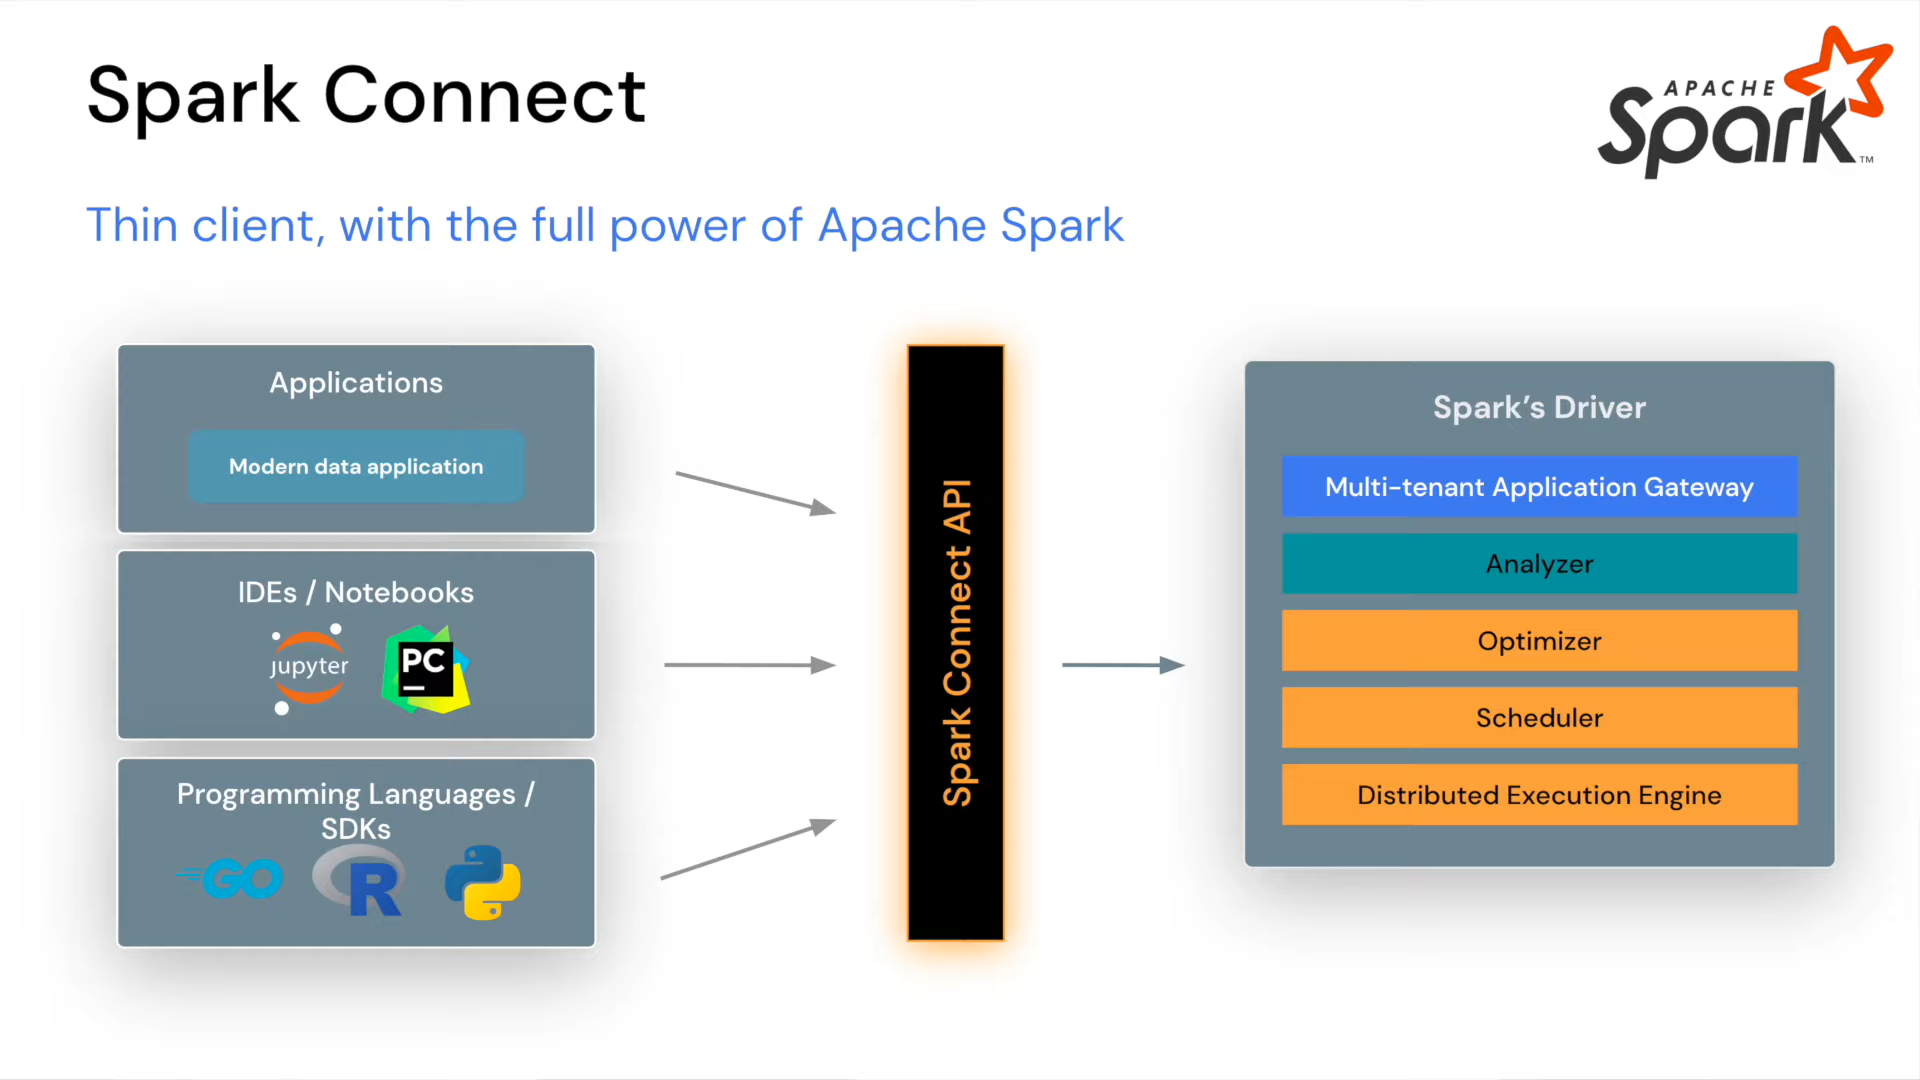 Spark Connect
APACHE
Spark™
Thin client, with the full power of Apache Spark
Applications
Modern data application
IDEs / Notebooks
jupyter
PC
Programming Languages /
SDKs
GO
R
Spark Connect API
Spark’s Driver
Multi-tenant Application Gateway
Analyzer
Optimizer
Scheduler
Distributed Execution Engine